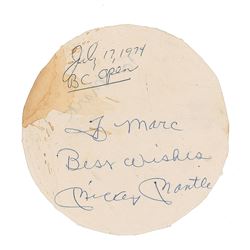 July 17, 1974
B.C. Open
To Marc
Best wishes
Mickey Mantle